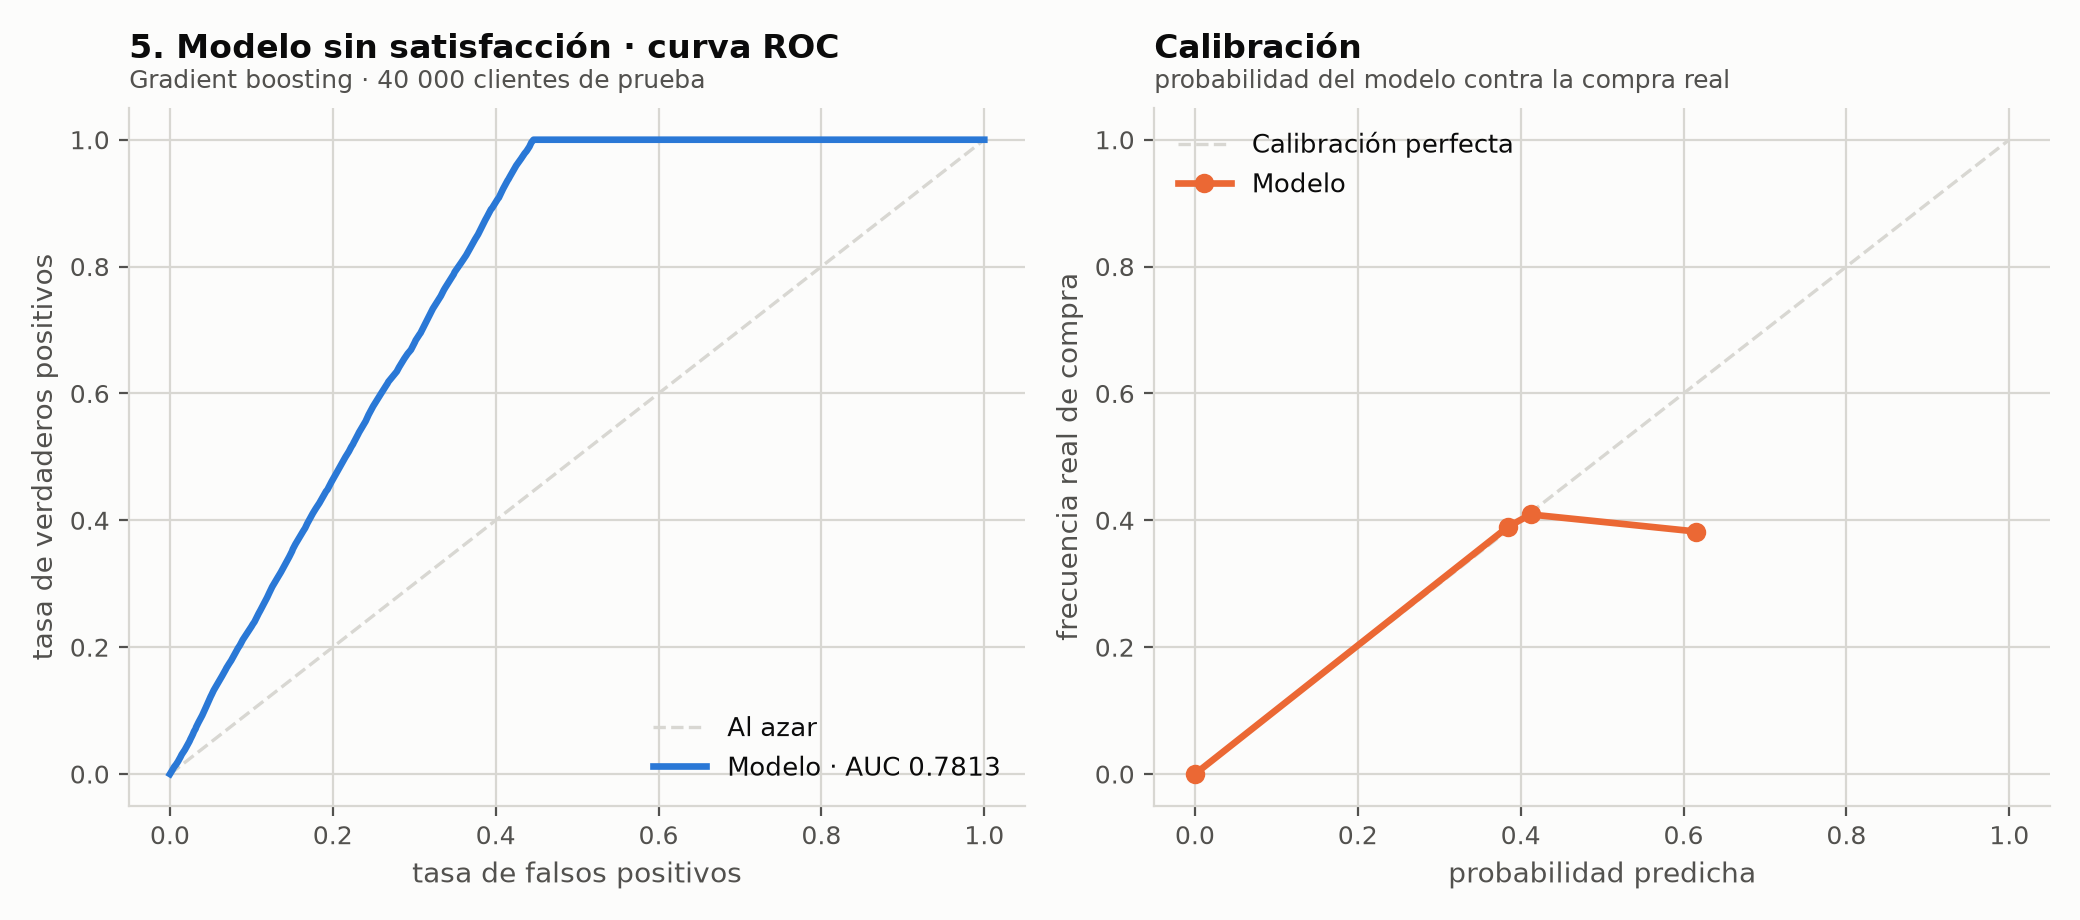 5. Modelo sin satisfacción · curva ROC
Gradient boosting · 40 000 clientes de prueba
tasa de verdaderos positivos
1.0
0.8
0.6
0.4
0.2
0.0
Al azar
Modelo · AUC 0.7813
0.0 0.2 0.4 0.6 0.8 1.0
tasa de falsos positivos
Calibración
probabilidad del modelo contra la compra real
frecuencia real de compra
1.0
0.8
0.6
0.4
0.2
0.0
Calibración perfecta
Modelo
0.0 0.2 0.4 0.6 0.8 1.0
probabilidad predicha